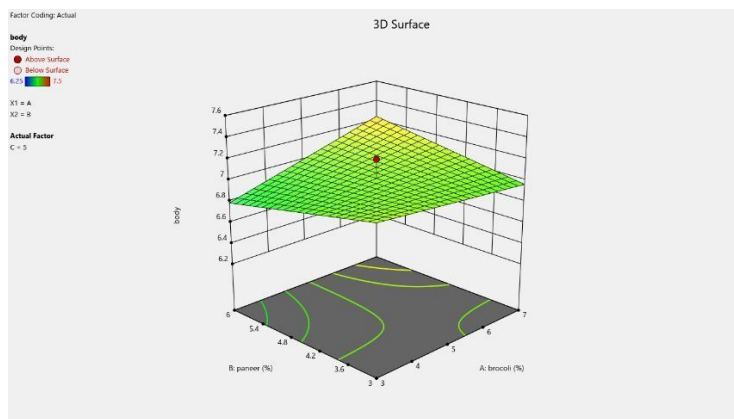 Factor Coding: Actual
3D Surface
body
Design Points:
Above Surface
Below Surface
6.25 7.5
X1 = A
X2 = B
Actual Factor
C = 5
7.6
7.4
7.2
7
6.8
6.6
6.4
6.2
body
6
5.4
4.8
4.2
3.6
3
3
4
5
6
7
B: paneer (%)
A: brocoli (%)